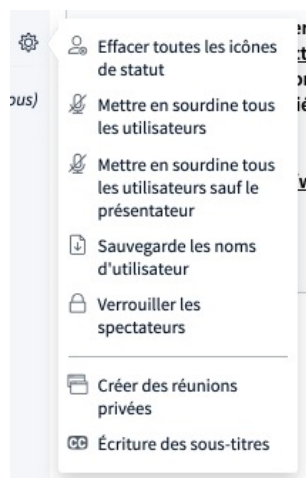 ous)
Effacer toutes les icônes
de statut
Mettre en sourdine tous
les utilisateurs
Mettre en sourdine tous
les utilisateurs sauf le
présentateur
Sauvegarde les noms
d'utilisateur
Verrouiller les
spectateurs
Créer des réunions
privées
CC Écriture des sous-titres